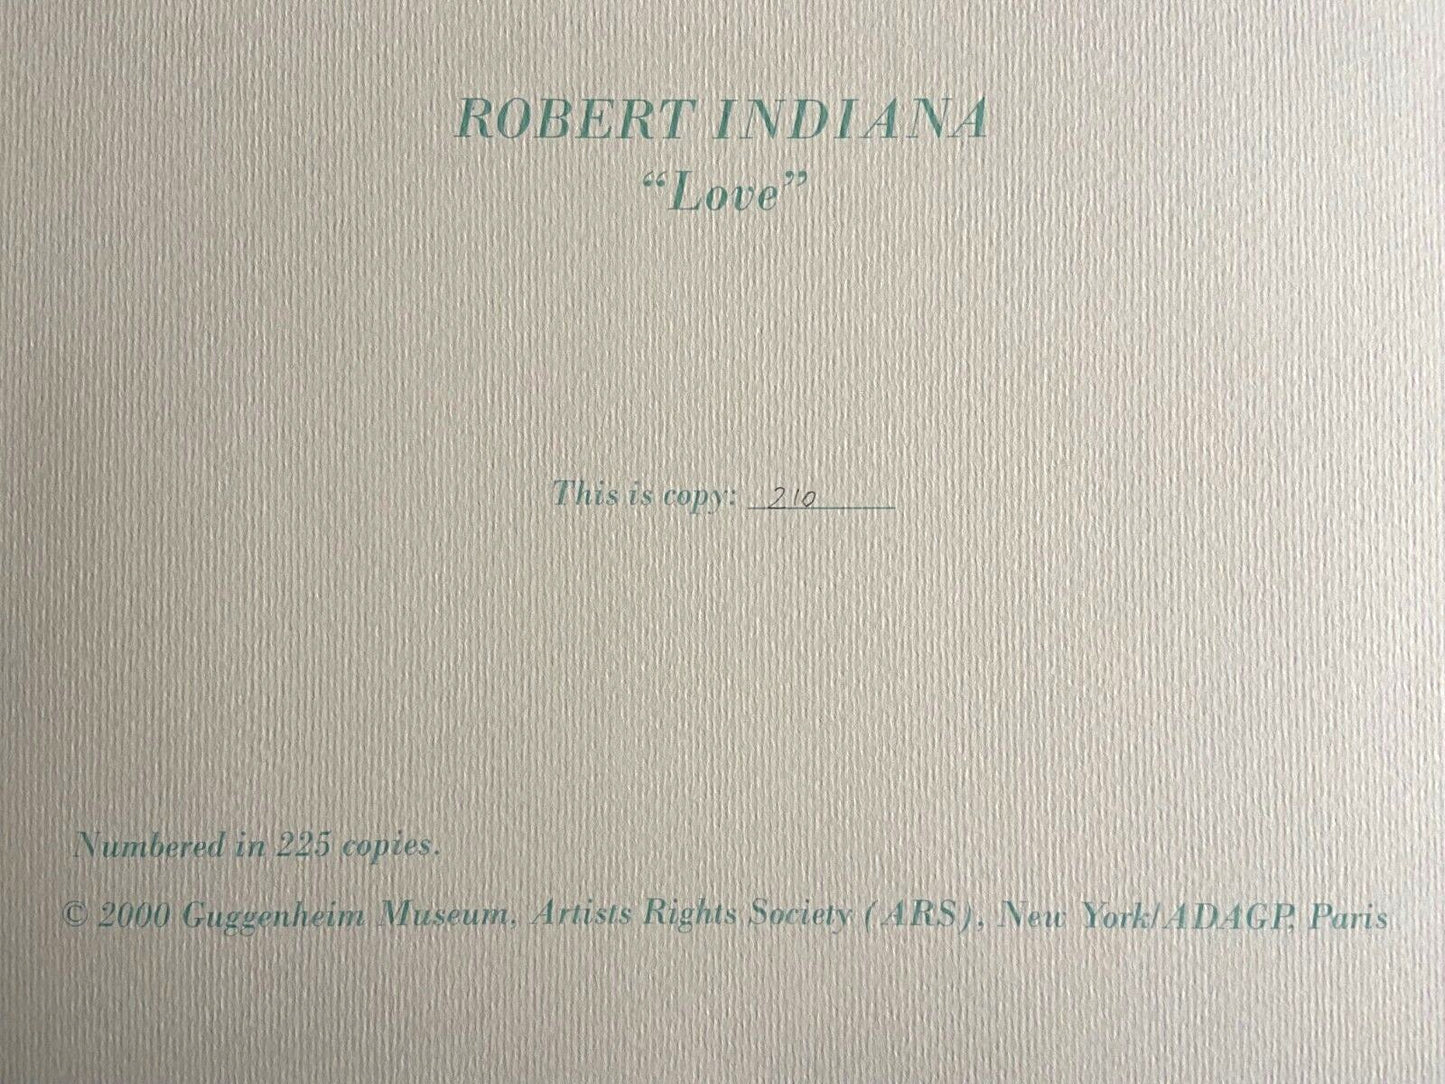 ROBERT INDIANA
“Love”
This is copy: 210
Numbered in 225 copies.
© 2000 Guggenheim Museum, Artists Rights Society (ARS), New York/ADAGP, Paris